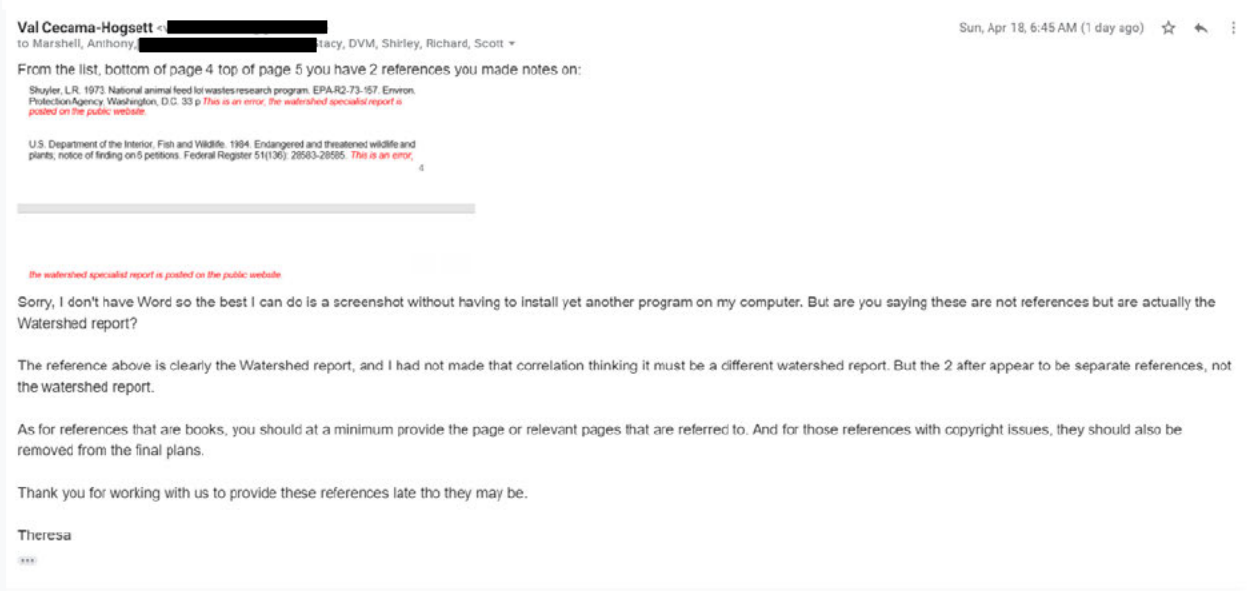 Val Cecama-Hogsett <
Sun, Apr 18, 6:45 AM (1 day ago)
to Marshell, Anthony, tacy, DVM, Shirley, Richard, Scott
From the list, bottom of page 4 top of page 5 you have 2 references you made notes on:
Shuyler, L.R. 1973. National animal feed lot wastes research program. EPA-R2-73-157. Environ.
Protection Agency, Washington, D.C. 33 p This is an error, the watershed specialist report is
posted on the public website.
U.S. Department of the Interior, Fish and Wildlife. 1984. Endangered and threatened wildlife and
plants; notice of finding on 5 petitions. Federal Register 51(136): 28583-28585. This is an error,
4
the watershed specialist report is posted on the public website
Sorry, I don't have Word so the best I can do is a screenshot without having to install yet another program on my computer. But are you saying these are not references but are actually the
Watershed report?
The reference above is clearly the Watershed report, and I had not made that correlation thinking it must be a different watershed report. But the 2 after appear to be separate references, not
the watershed report.
As for references that are books, you should at a minimum provide the page or relevant pages that are referred to. And for those references with copyright issues, they should also be
removed from the final plans.
Thank you for working with us to provide these references late tho they may be.
Theresa